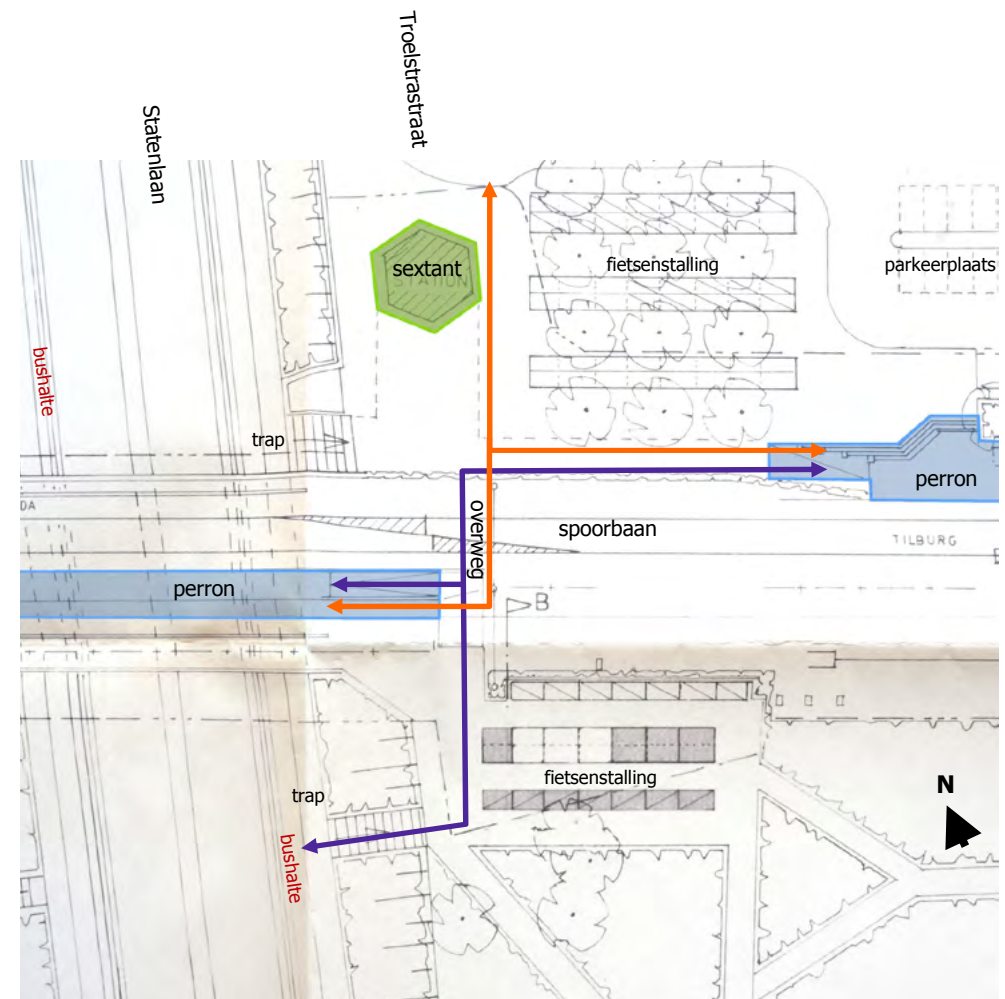 Troelstrastraat
Statenlaan
sextant
STATION
fietsenstalling
parkeerplaats
bushalte
trap
perron
overweg
spoorbaan
DA
TILBURG
perron
B
fietsenstalling
trap
bushalte
N